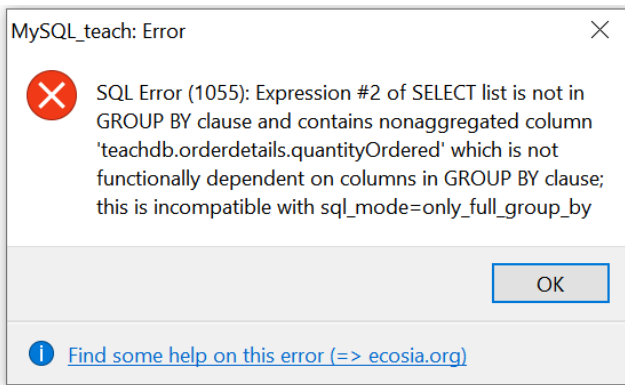 MySQL_teach: Error
SQL Error (1055): Expression #2 of SELECT list is not in
GROUP BY clause and contains nonaggregated column
'teachdb.orderdetails.quantityOrdered' which is not
functionally dependent on columns in GROUP BY clause;
this is incompatible with sql_mode=only_full_group_by
OK
Find some help on this error (=> ecosia.org)